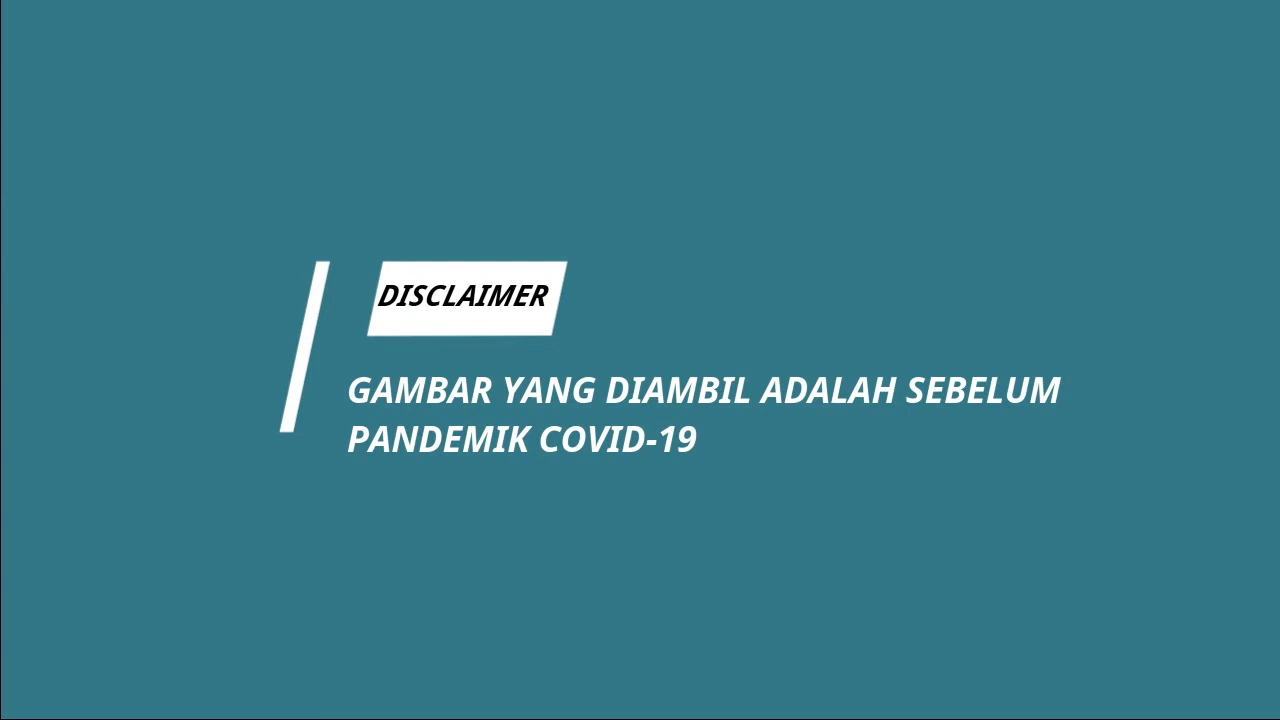 DISCLAIMER
GAMBAR YANG DIAMBIL ADALAH SEBELUM
PANDEMIK COVID-19